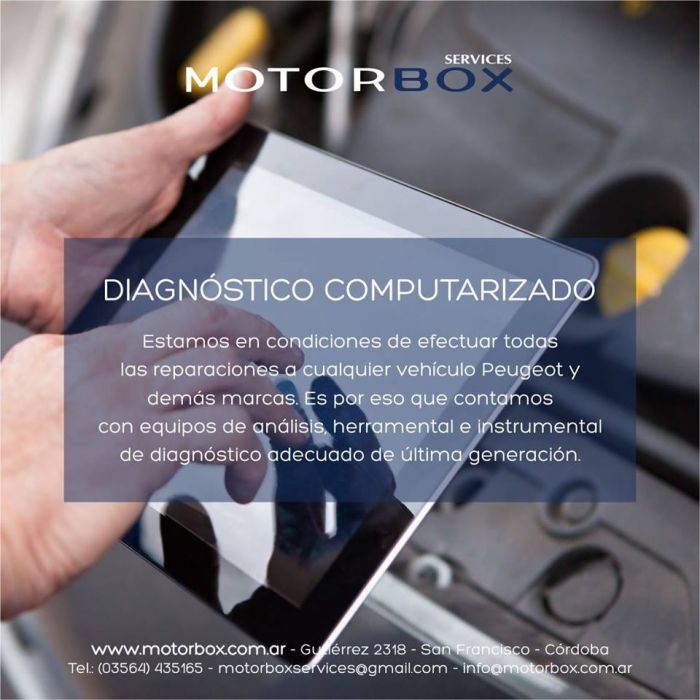 SERVICES
MOTORBOX
DIAGNÓSTICO COMPUTARIZADO
Estamos en condiciones de efectuar todas
las reparaciones a cualquier vehículo Peugeot y
demás marcas. Es por eso que contamos
con equipos de análisis, herramental e instrumental
de diagnóstico adecuado de última generación.
www.motorbox.com.ar - Gutiérrez 2318 - San Francisco - Córdoba
Tel.: (03564) 435165 - motorboxservices@gmail.com - info@motorbox.com.ar